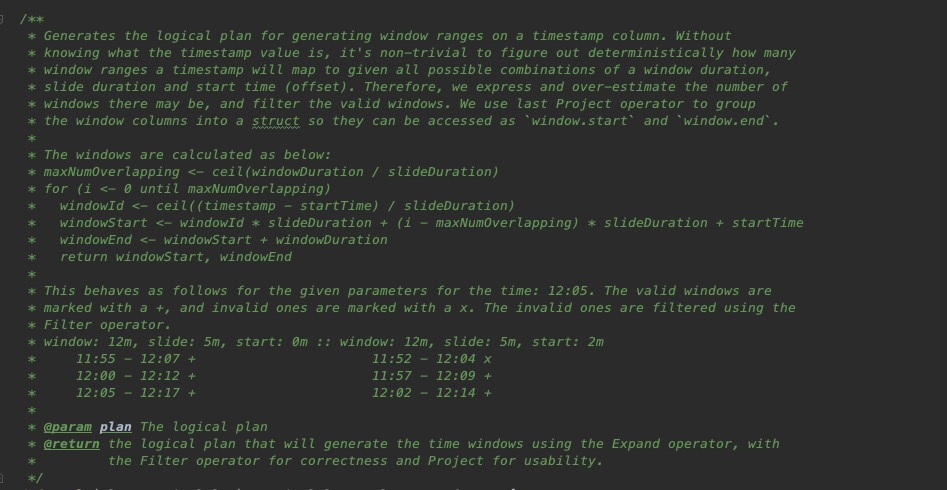 /**
 * Generates the logical plan for generating window ranges on a timestamp column. Without
 * knowing what the timestamp value is, it's non-trivial to figure out deterministically how many
 * window ranges a timestamp will map to given all possible combinations of a window duration,
 * slide duration and start time (offset). Therefore, we express and over-estimate the number of
 * windows there may be, and filter the valid windows. We use last Project operator to group
 * the window columns into a struct so they can be accessed as `window.start` and `window.end`.
 *
 * The windows are calculated as below:
 * maxNumOverlapping <- ceil(windowDuration / slideDuration)
 * for (i <- 0 until maxNumOverlapping)
 *   windowId <- ceil((timestamp - startTime) / slideDuration)
 *   windowStart <- windowId * slideDuration + (i - maxNumOverlapping) * slideDuration + startTime
 *   windowEnd <- windowStart + windowDuration
 *   return windowStart, windowEnd
 *
 * This behaves as follows for the given parameters for the time: 12:05. The valid windows are
 * marked with a +, and invalid ones are marked with a x. The invalid ones are filtered using the
 * Filter operator.
 * window: 12m, slide: 5m, start: 0m :: window: 12m, slide: 5m, start: 2m
 *     11:55 - 12:07 +                      11:52 - 12:04 x
 *     12:00 - 12:12 +                      11:57 - 12:09 +
 *     12:05 - 12:17 +                      12:02 - 12:14 +
 *
 * @param plan The logical plan
 * @return the logical plan that will generate the time windows using the Expand operator, with
 *         the Filter operator for correctness and Project for usability.
 */